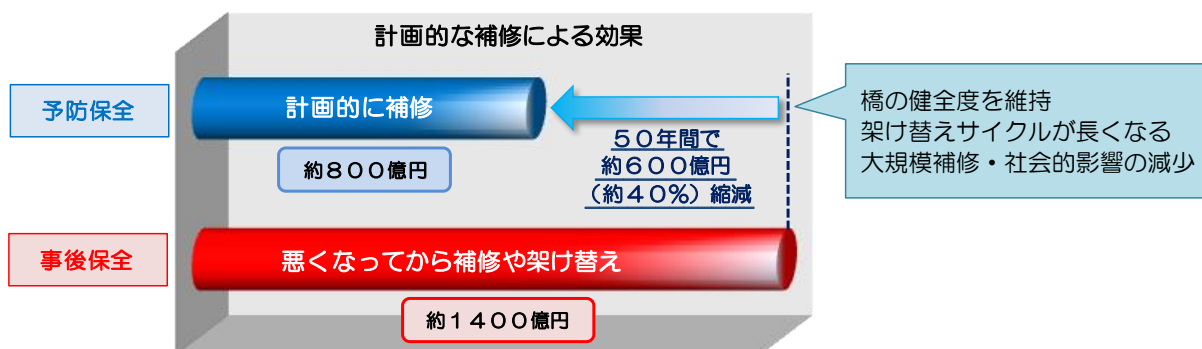 計画的な補修による効果
予防保全
計画的に補修
約８００億円
５０年間で
約６００億円
（約４０％）縮減
橋の健全度を維持
架け替えサイクルが長くなる
大規模補修・社会的影響の減少
事後保全
悪くなってから補修や架け替え
約１４００億円